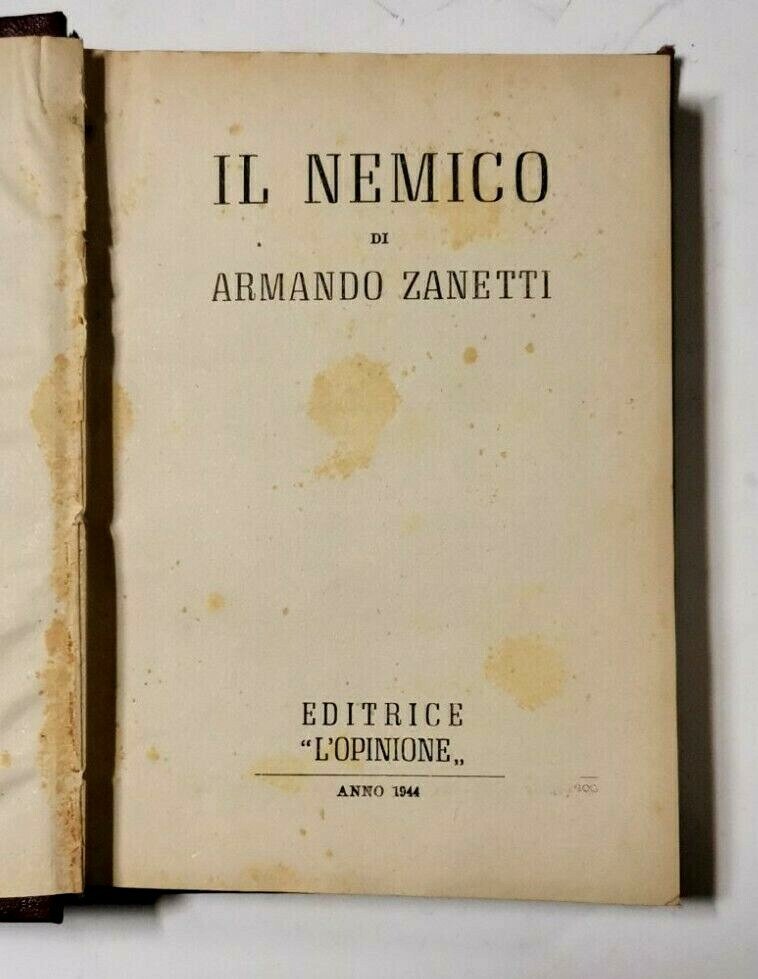 IL NEMICO
DI
ARMANDO ZANETTI
EDITRICE
“L'OPINIONE„
ANNO 1944